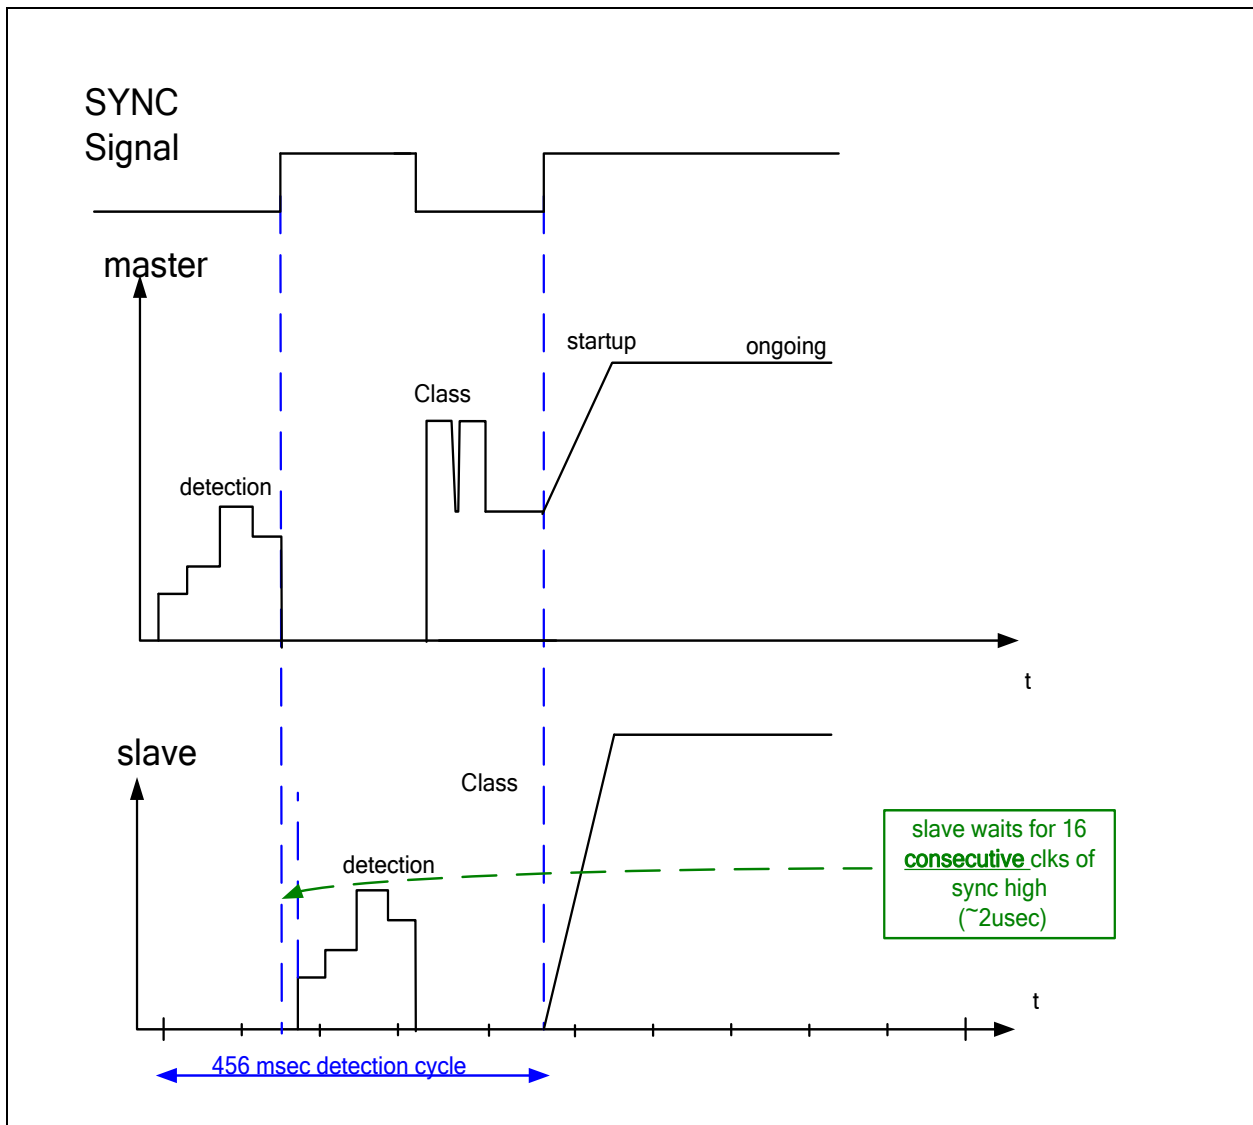 SYNC
Signal
master
startup
ongoing
Class
detection
t
slave
Class
slave waits for 16
consecutive clks of
sync high
(~2usec)
detection
t
456 msec detection cycle